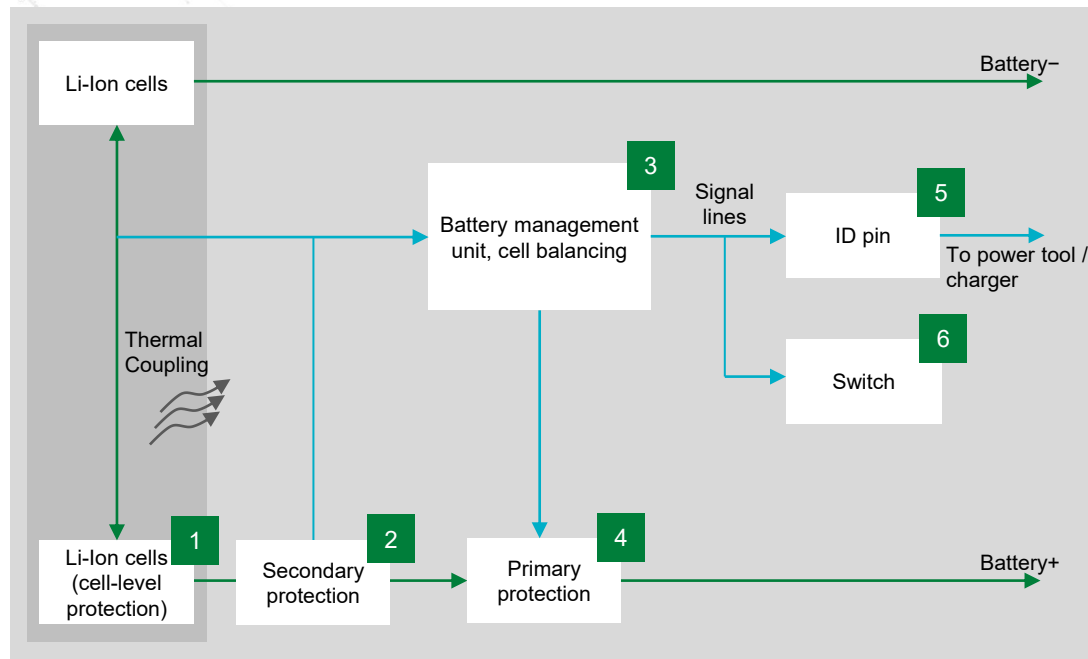 Li-Ion cells
Battery−
3
Battery management
unit, cell balancing
Signal
lines
5
ID pin
To power tool /
charger
6
Switch
Thermal
Coupling
1
Li-Ion cells
(cell-level
protection)
2
Secondary
protection
4
Primary
protection
Battery+